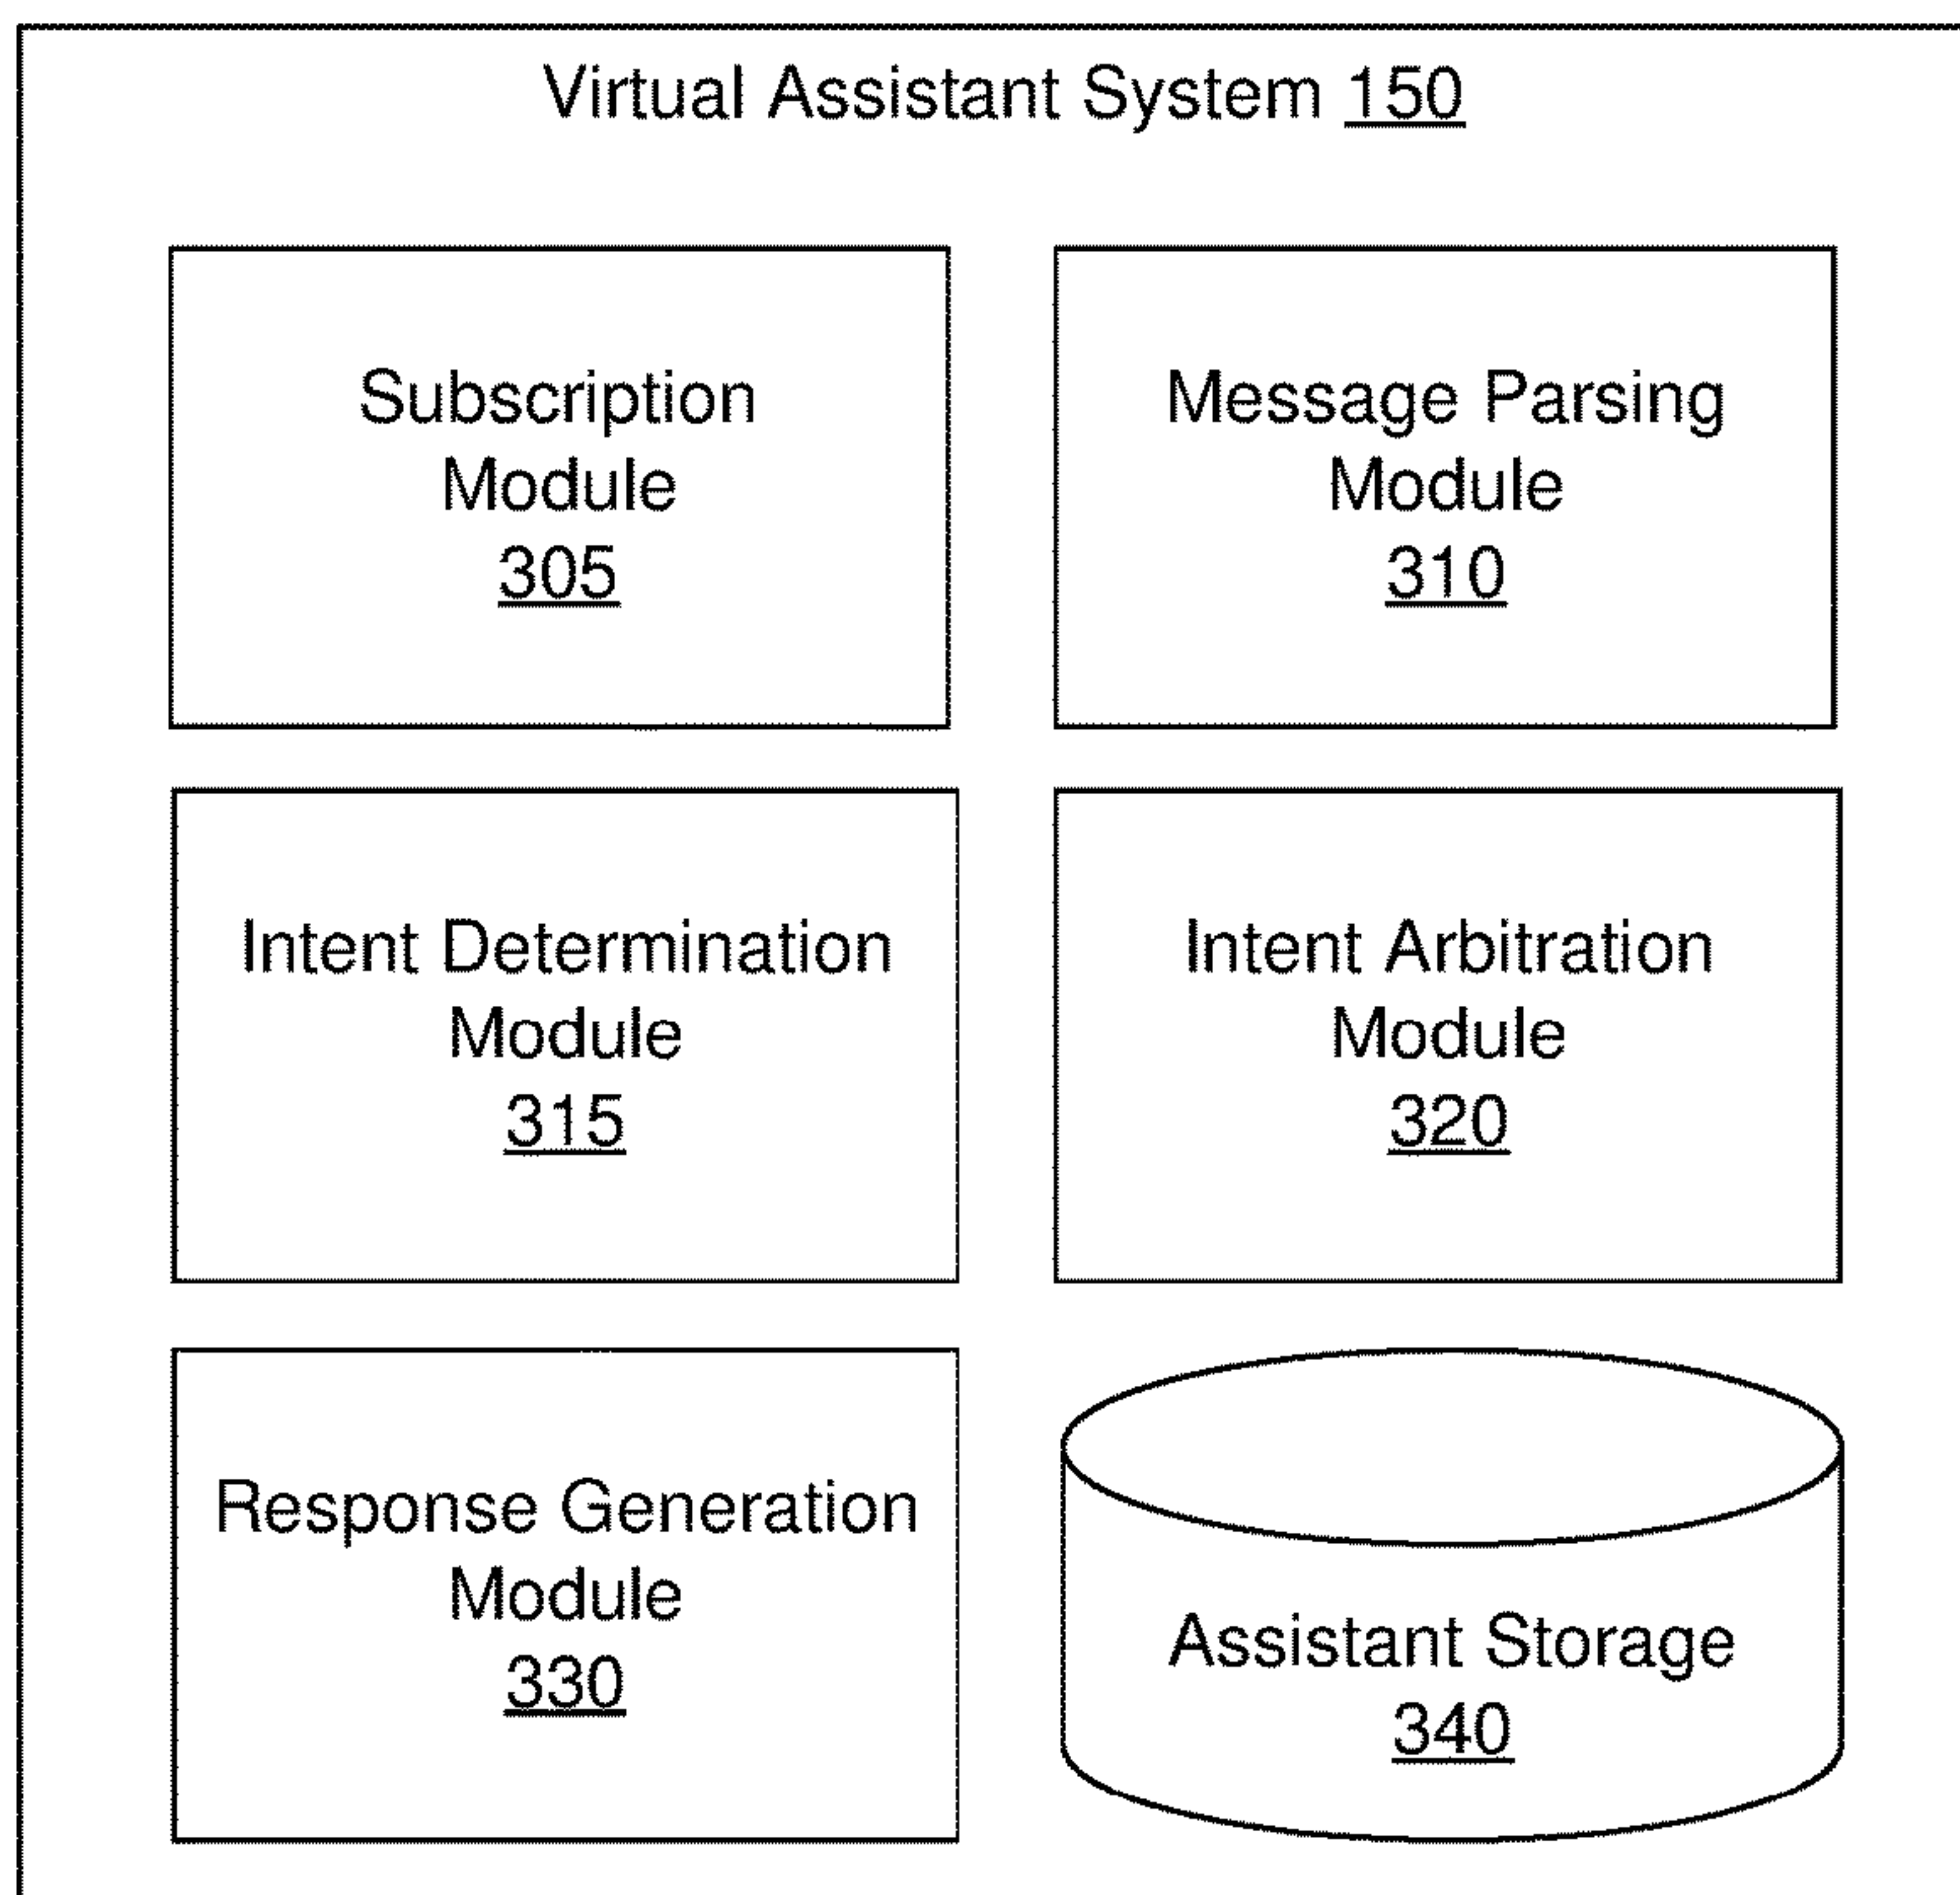 Virtual Assistant System 150
Subscription
Module
305
Message Parsing
Module
310
Intent Determination
Module
315
Intent Arbitration
Module
320
Response Generation
Module
330
Assistant Storage
340